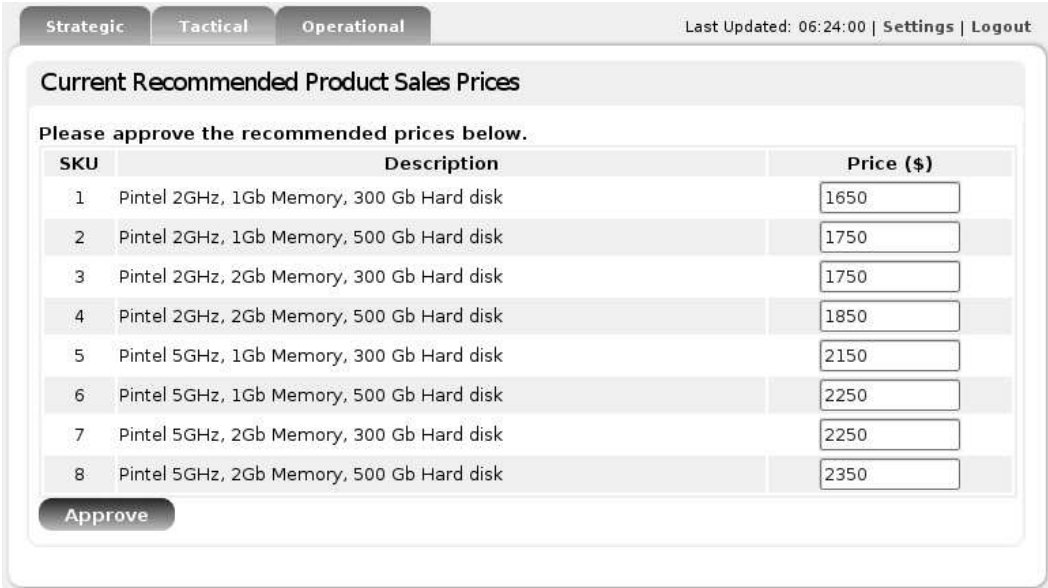 Strategic Tactical Operational Last Updated: 06:24:00 | Settings | Logout
Current Recommended Product Sales Prices
Please approve the recommended prices below.
SKU Description Price ($)
1 Pintel 2GHz, 1Gb Memory, 300 Gb Hard disk 1650
2 Pintel 2GHz, 1Gb Memory, 500 Gb Hard disk 1750
3 Pintel 2GHz, 2Gb Memory, 300 Gb Hard disk 1750
4 Pintel 2GHz, 2Gb Memory, 500 Gb Hard disk 1850
5 Pintel 5GHz, 1Gb Memory, 300 Gb Hard disk 2150
6 Pintel 5GHz, 1Gb Memory, 500 Gb Hard disk 2250
7 Pintel 5GHz, 2Gb Memory, 300 Gb Hard disk 2250
8 Pintel 5GHz, 2Gb Memory, 500 Gb Hard disk 2350
Approve